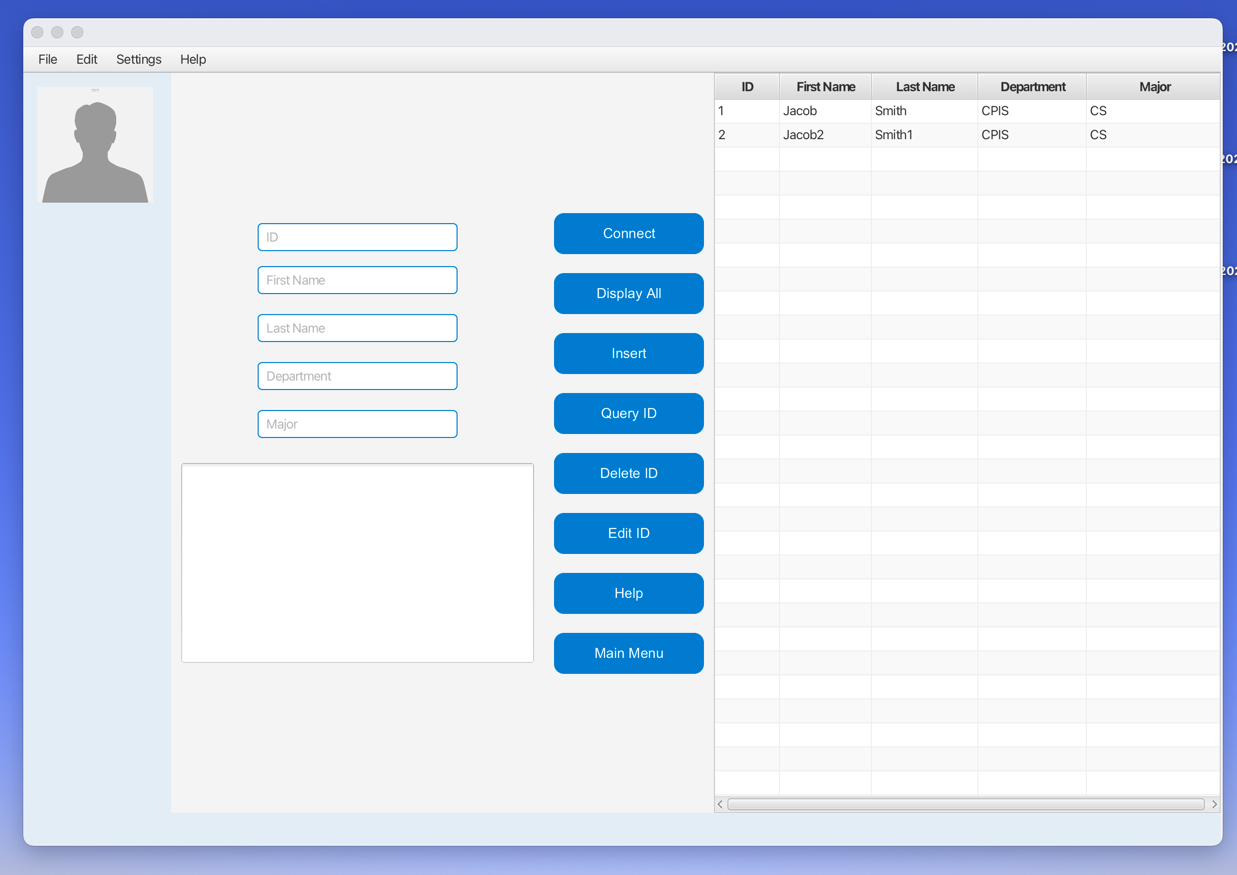 File Edit Settings Help
ID First Name Last Name Department Major
1 Jacob Smith CPIS CS
2 Jacob2 Smith1 CPIS CS
ID
First Name
Last Name
Department
Major
Connect
Display All
Insert
Query ID
Delete ID
Edit ID
Help
Main Menu